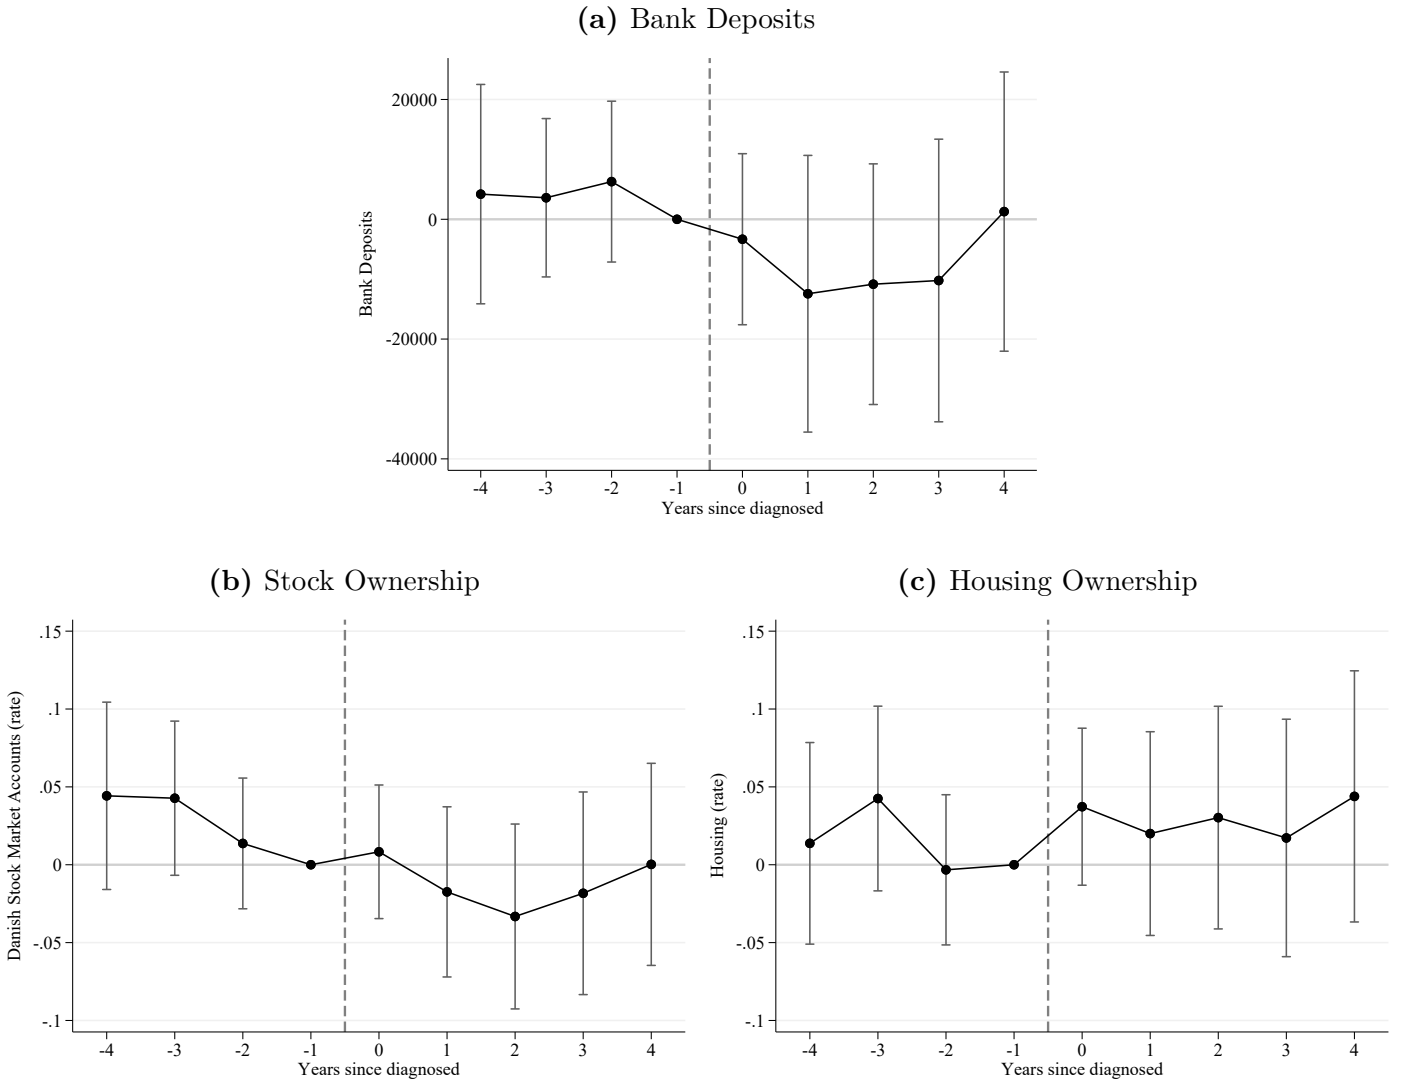 (a) Bank Deposits
20000
0
-20000
-40000
Bank Deposits
-4 -3 -2 -1 0 1 2 3 4
Years since diagnosed
(b) Stock Ownership
.15
.1
.05
0
-.05
-.1
Danish Stock Market Accounts (rate)
-4 -3 -2 -1 0 1 2 3 4
Years since diagnosed
(c) Housing Ownership
.15
.1
.05
0
-.05
-.1
Housing (rate)
-4 -3 -2 -1 0 1 2 3 4
Years since diagnosed